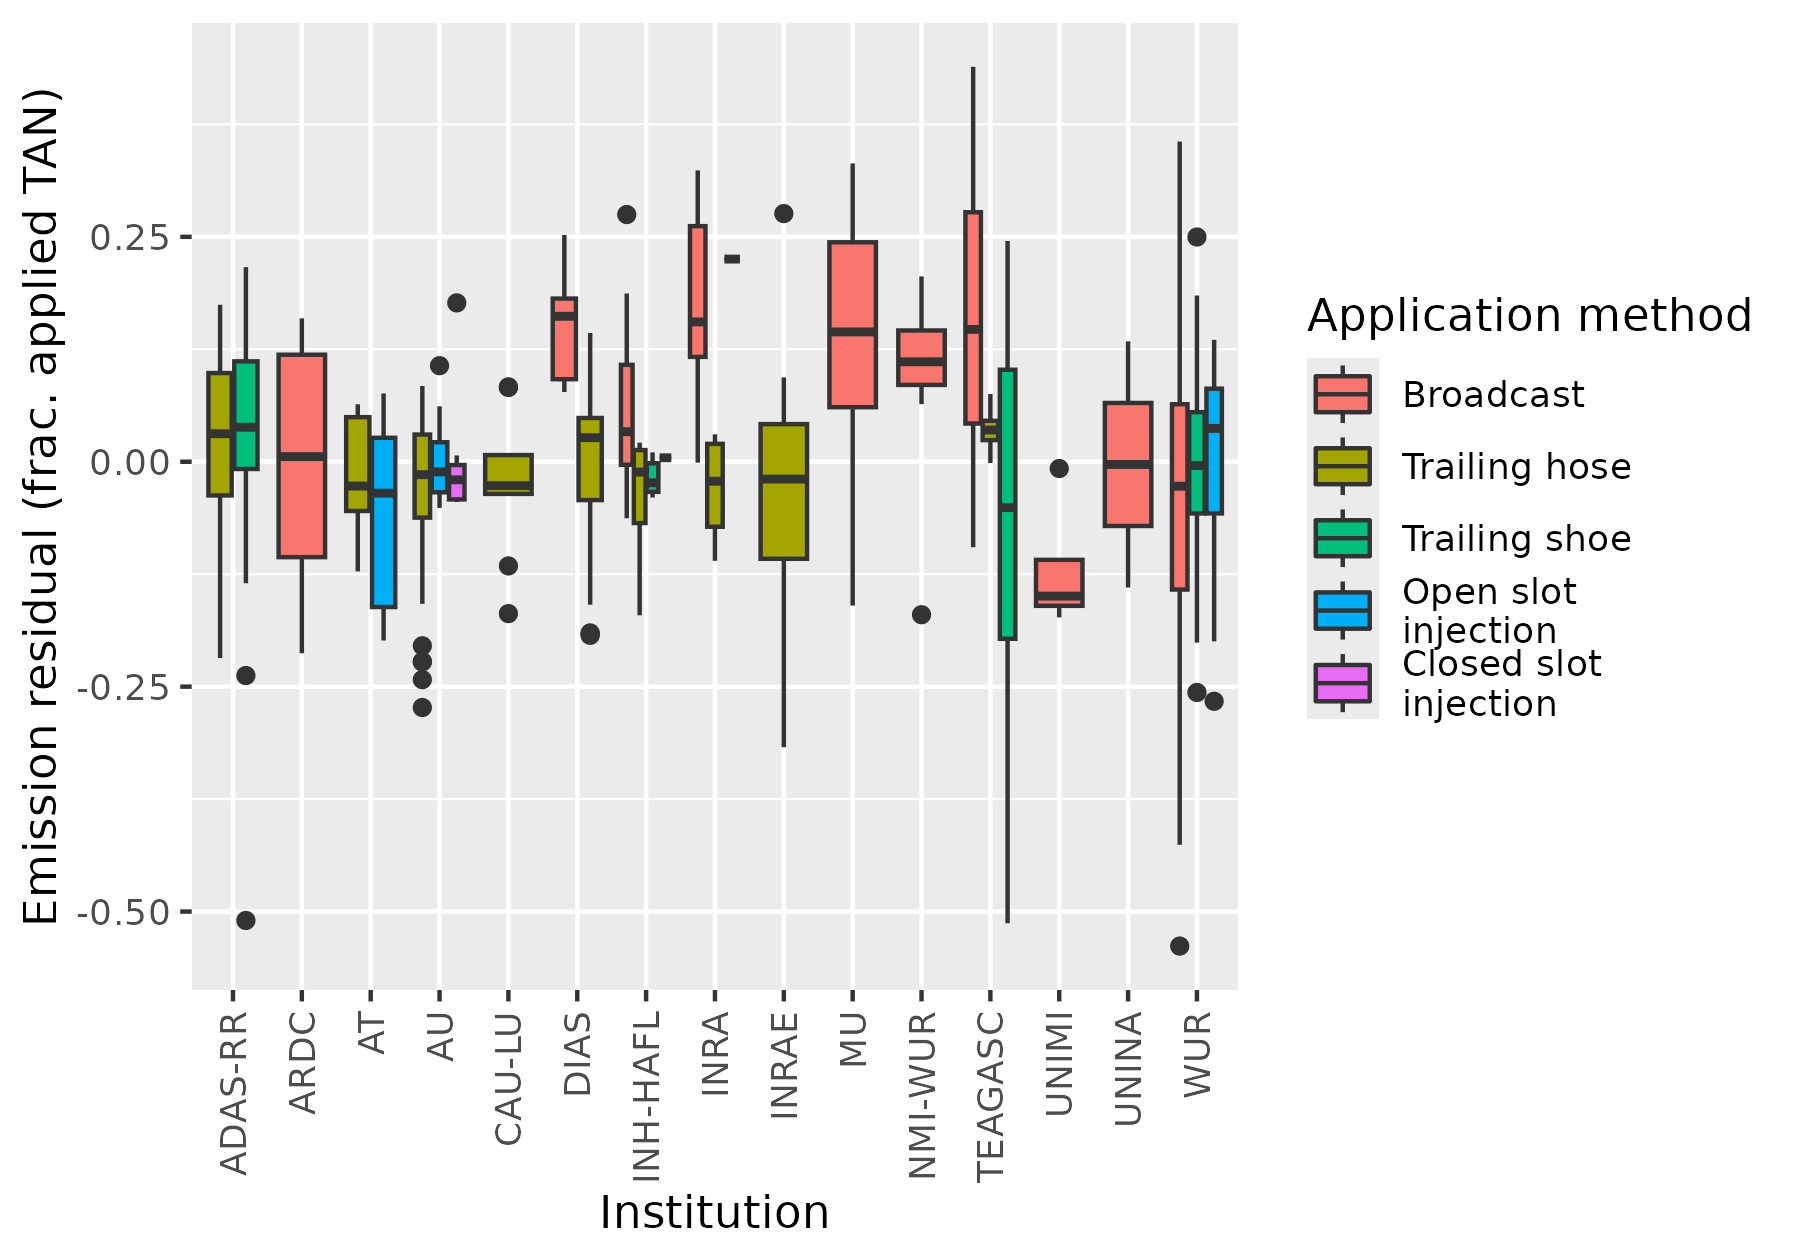 Emission residual (frac. applied TAN)
0.25
0.00
-0.25
-0.50
ADAS-RR
ARDC
AT
AU
CAU-LU
DIAS
INH-HAFL
INRA
INRAE
MU
NMI-WUR
TEAGASC
UNIMI
UNINA
WUR
Institution
Application method
Broadcast
Trailing hose
Trailing shoe
Open slot
injection
Closed slot
injection